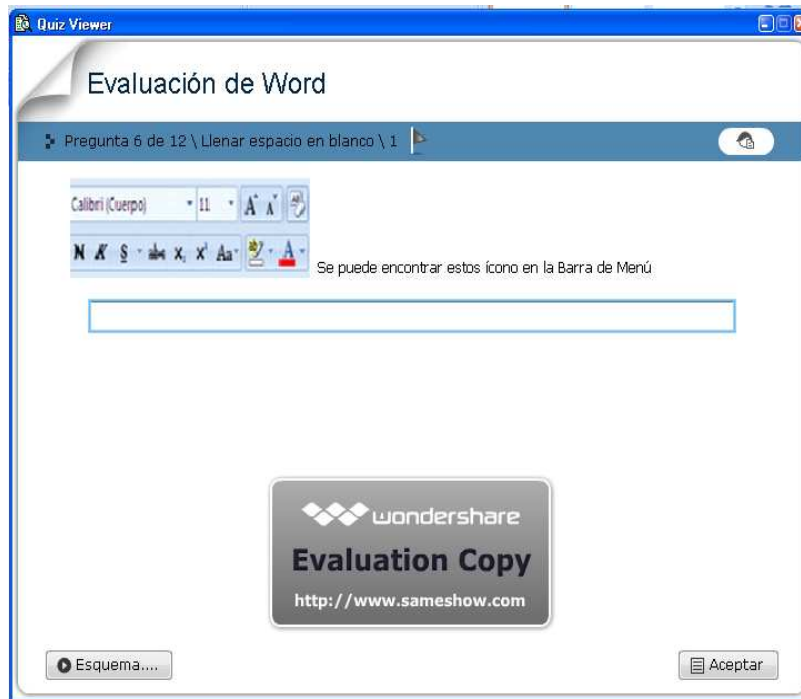 Quiz Viewer
Evaluación de Word
Pregunta 6 de 12 \ Llenar espacio en blanco \ 1
Calibri (Cuerpo) 11 A A
N K § abc X, X² Aa A
Se puede encontrar estos ícono en la Barra de Menú
wondershare
Evaluation Copy
http://www.sameshow.com
Esquema....
Aceptar